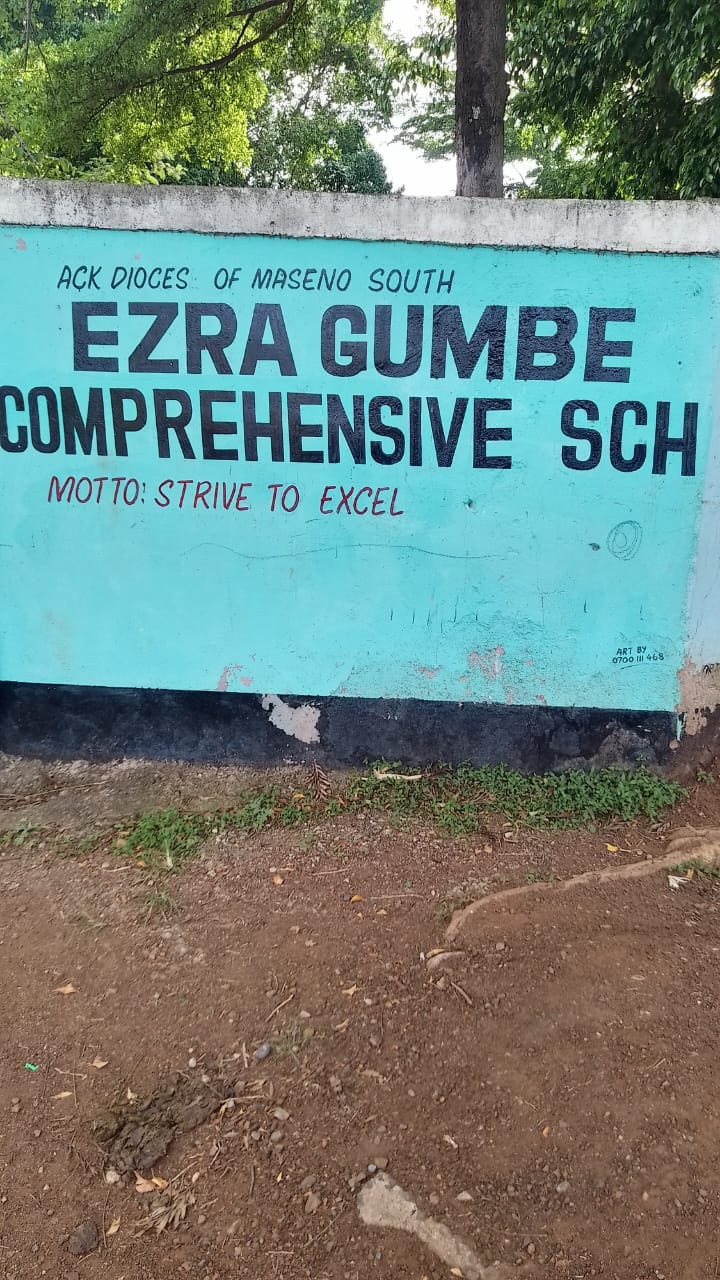 ACK DIOCES OF MASENO SOUTH
EZRA GUMBE
COMPREHENSIVE SCH
MOTTO: STRIVE TO EXCEL
ART BY
0700 111 468